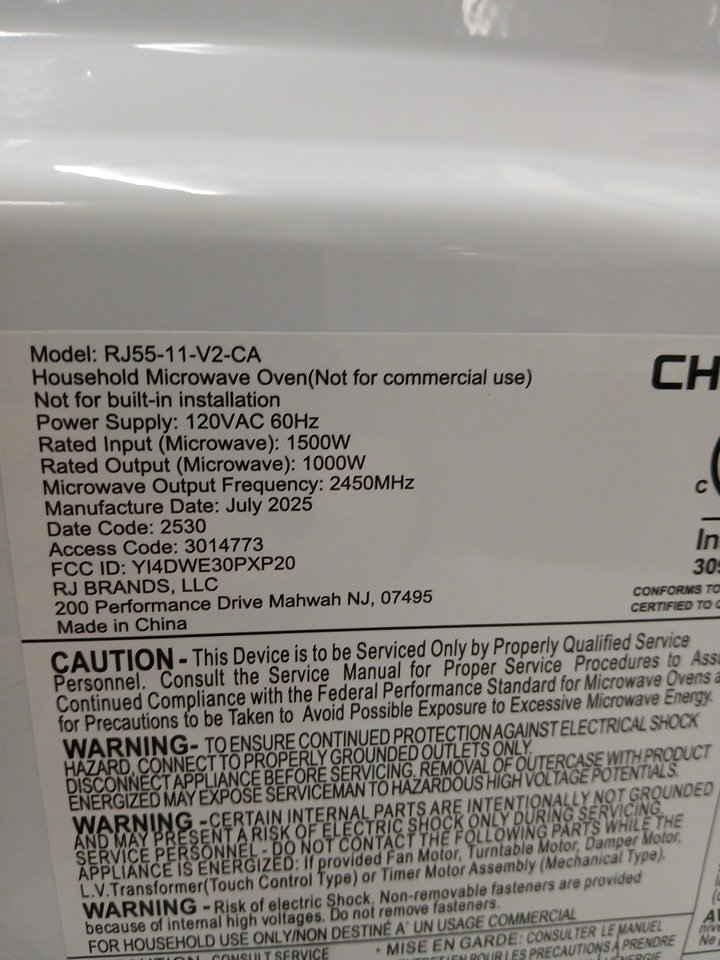 Model: RJ55-11-V2-CA
Household Microwave Oven(Not for commercial use)
Not for built-in installation
Power Supply: 120VAC 60Hz
Rated Input (Microwave): 1500W
Rated Output (Microwave): 1000W
Microwave Output Frequency: 2450MHz
Manufacture Date: July 2025
Date Code: 2530
Access Code: 3014773
FCC ID: YI4DWE30PXP20
RJ BRANDS, LLC
200 Performance Drive Mahwah NJ, 07495
Made in China
CH
C
In
309
CONFORMS TO
CERTIFIED TO
CAUTION - This Device is to be Serviced Only by Properly Qualified Service
Personnel. Consult the Service Manual for Proper Service Procedures to Assu
Continued Compliance with the Federal Performance Standard for Microwave Ovens a
for Precautions to be Taken to Avoid Possible Exposure to Excessive Microwave Energy.
WARNING- TO ENSURE CONTINUED PROTECTION AGAINST ELECTRICAL SHOCK
HAZARD, CONNECT TO PROPERLY GROUNDED OUTLETS ONLY.
DISCONNECT APPLIANCE BEFORE SERVICING. REMOVAL OF OUTERCASE WITH PRODUCT
ENERGIZED MAY EXPOSE SERVICEMAN TO HAZARDOUS HIGH VOLTAGE POTENTIALS.
WARNING -CERTAIN INTERNAL PARTS ARE INTENTIONALLY NOT GROUNDED
AND MAY PRESENT A RISK OF ELECTRIC SHOCK ONLY DURING SERVICING.
SERVICE PERSONNEL - DO NOT CONTACT THE FOLLOWING PARTS WHILE THE
APPLIANCE IS ENERGIZED: If provided Fan Motor, Turntable Motor, Damper Motor,
L.V.Transformer(Touch Control Type) or Timer Motor Assembly (Mechanical Type).
WARNING - Risk of electric Shock, Non-removable fasteners are provided
because of internal high voltages. Do not remove fasteners.
FOR HOUSEHOLD USE ONLY/NON DESTINÉ A' UN USAGE COMMERCIAL
CONSULT SERVICE
• MISE EN GARDE: CONSULTER LE MANUEL
D'ENTRETIEN POUR LES PRÉCAUTIONS À PRENDRE